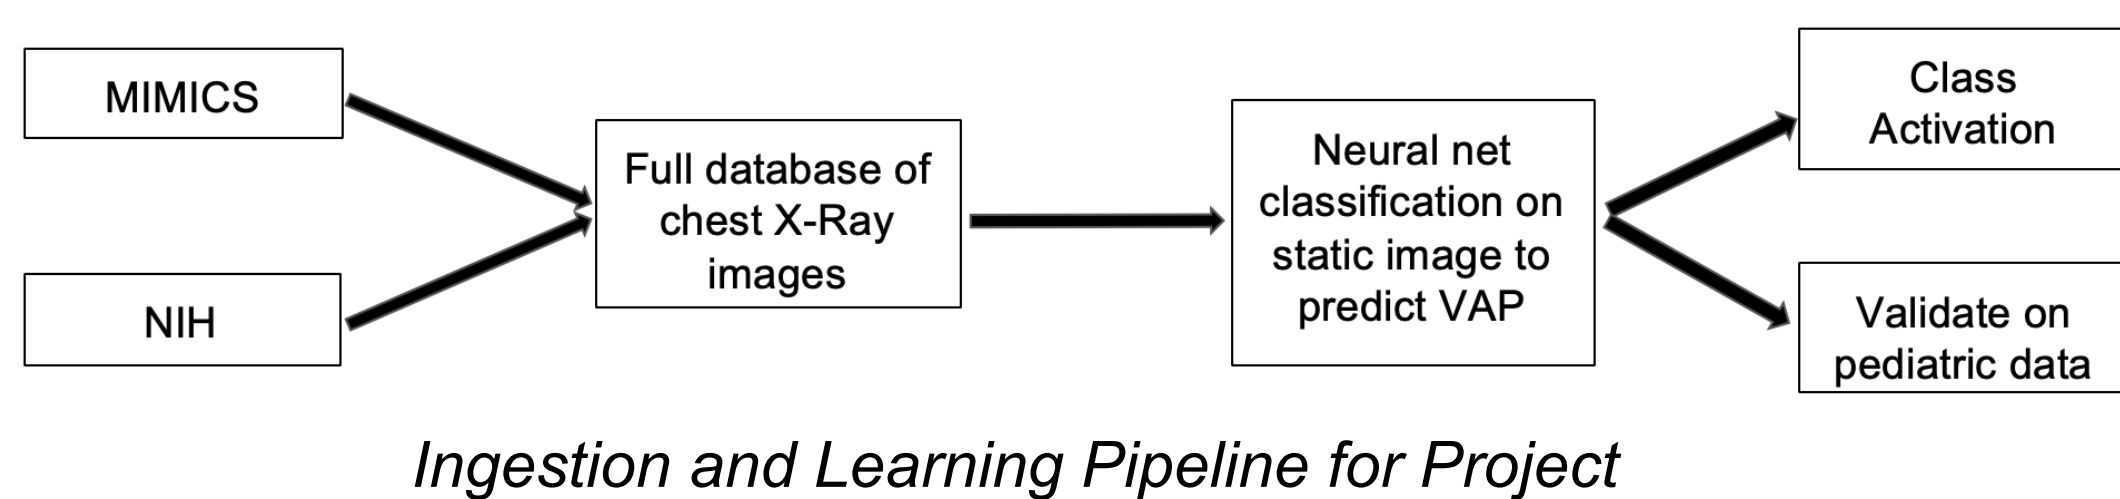 MIMICS
NIH
Full database of
chest X-Ray
images
Neural net
classification on
static image to
predict VAP
Class
Activation
Validate on
pediatric data
Ingestion and Learning Pipeline for Project